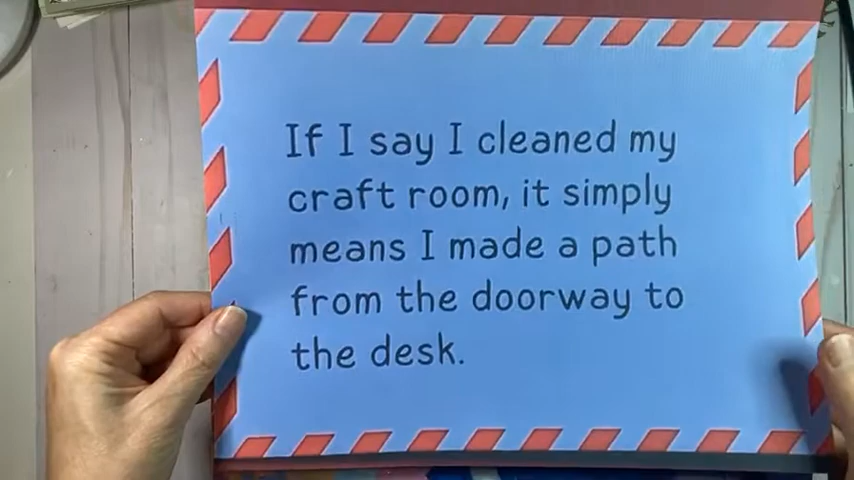 If I say I cleaned my
craft room, it simply
means I made a path
from the doorway to
the desk.